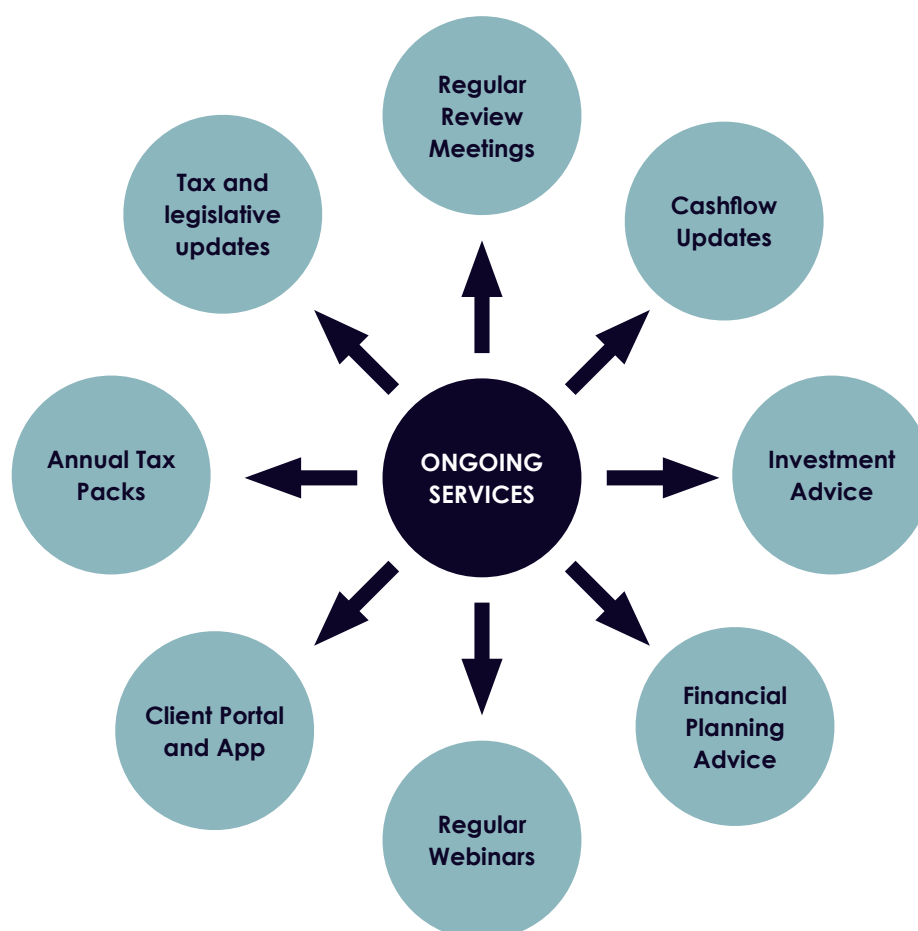 Regular
Review
Meetings
Tax and
legislative
updates
Cashflow
Updates
Annual Tax
Packs
ONGOING
SERVICES
Investment
Advice
Client Portal
and App
Financial
Planning
Advice
Regular
Webinars